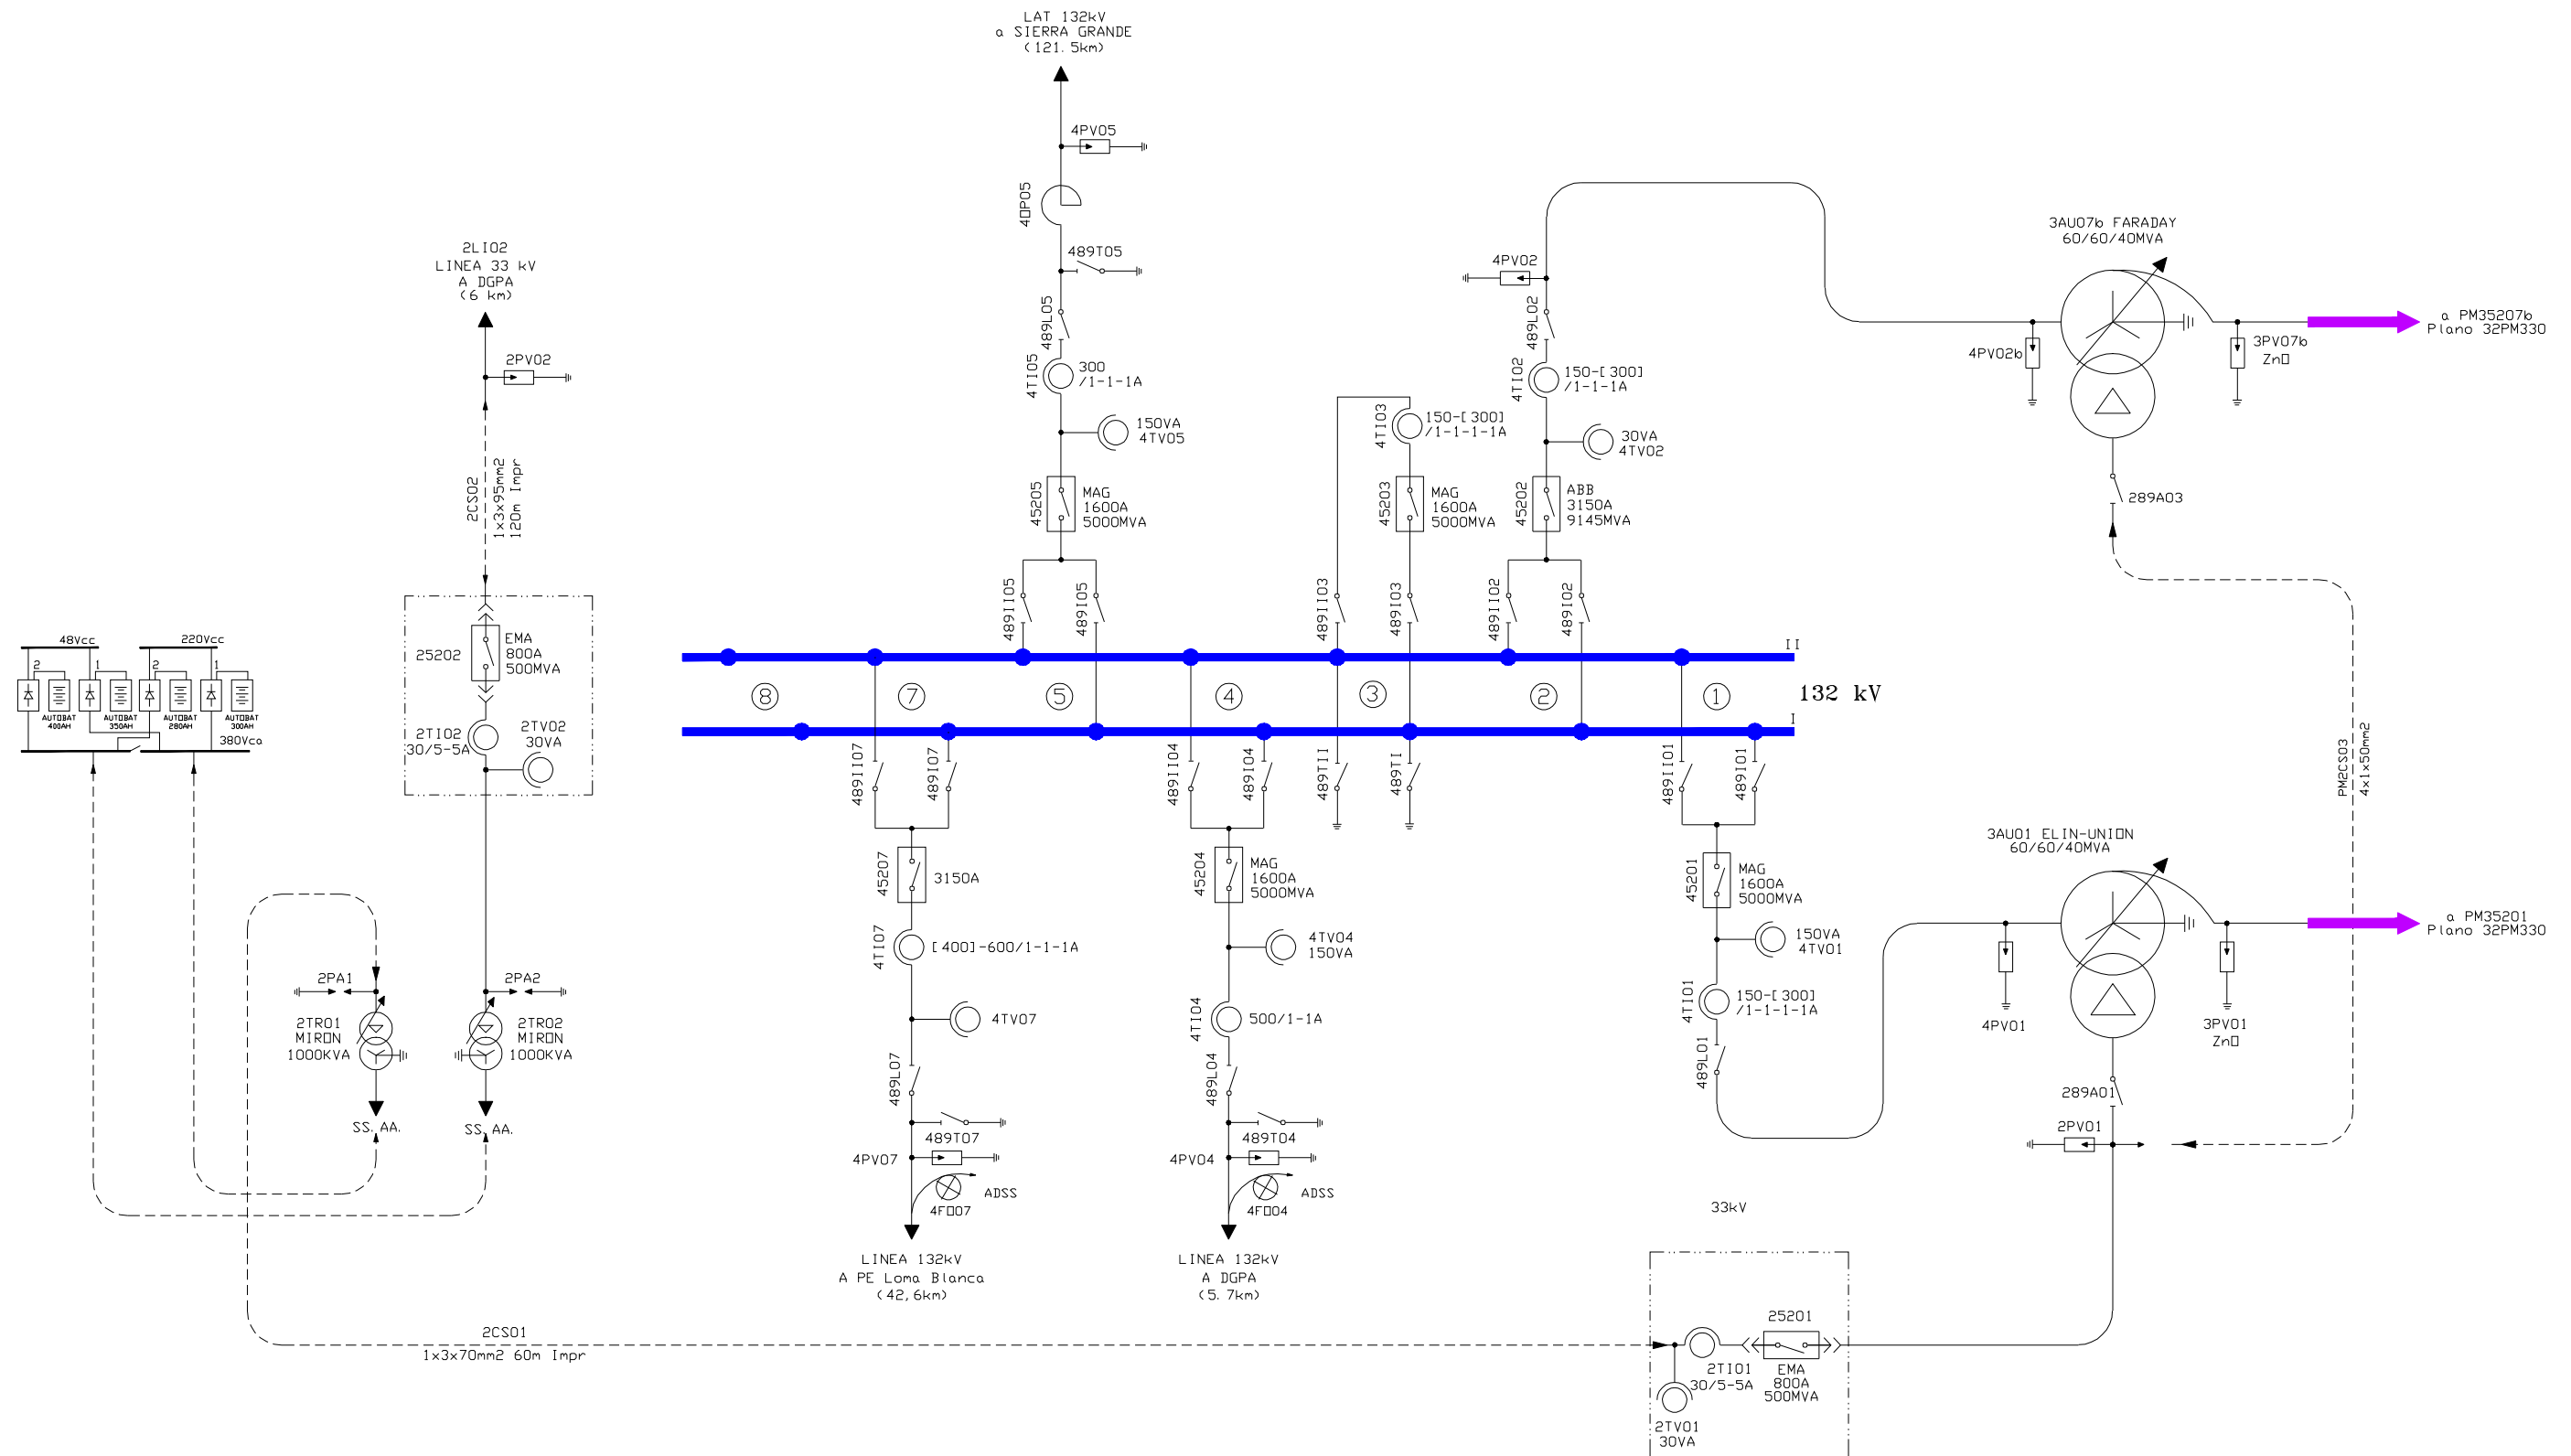 LAT 132kV
a SIERRA GRANDE
(121.5km)
4PV05
4OP05
489T05
489L05
4TI05
300
/1-1-1A
150VA
4TV05
45205
MAG
1600A
5000MVA
489II05
489I05
2LI02
LINEA 33 kV
A DGPA
(6 km)
2PV02
2CS02
1x3x95mm2
120m Impr
25202
EMA
800A
500MVA
2TI02
30/5-5A
2TV02
30VA
48Vcc
220Vcc
2
1
2
1
AUTOBAT
400AH
AUTOBAT
350AH
AUTOBAT
280AH
AUTOBAT
300AH
380Vca
4PV02
489L02
4TI02
150-[300]
/1-1-1A
30VA
4TV02
45202
ABB
3150A
9145MVA
489II02
489I02
4TI03
150-[300]
/1-1-1-1A
45203
MAG
1600A
5000MVA
489II03
489I03
3AU07b FARADAY
60/60/40MVA
4PV02b
3PV07b
ZnO
a PM35207b
Plano 32PM330
289A03
PM2CS03
4x1x50mm2
II
8
7
5
4
3
2
1
132 kV
I
489II07
489I07
489II04
489I04
489TII
489TI
489II01
489I01
45207
3150A
45204
MAG
1600A
5000MVA
45201
MAG
1600A
5000MVA
4TI07
[400]-600/1-1-1A
4TV04
150VA
150VA
4TV01
4TV07
4TI04
500/1-1A
4TI01
150-[300]
/1-1-1-1A
489L07
489L04
489L01
489T07
489T04
4PV07
4PV04
ADSS
ADSS
4FO07
4FO04
LINEA 132kV
A PE Loma Blanca
(42,6km)
LINEA 132kV
A DGPA
(5.7km)
2PA1
2PA2
2TR01
MIRON
1000KVA
2TR02
MIRON
1000KVA
SS. AA.
SS. AA.
3AU01 ELIN-UNION
60/60/40MVA
4PV01
3PV01
ZnO
a PM35201
Plano 32PM330
289A01
2PV01
33kV
2CS01
1x3x70mm2 60m Impr
25201
2TI01
30/5-5A
EMA
800A
500MVA
2TV01
30VA